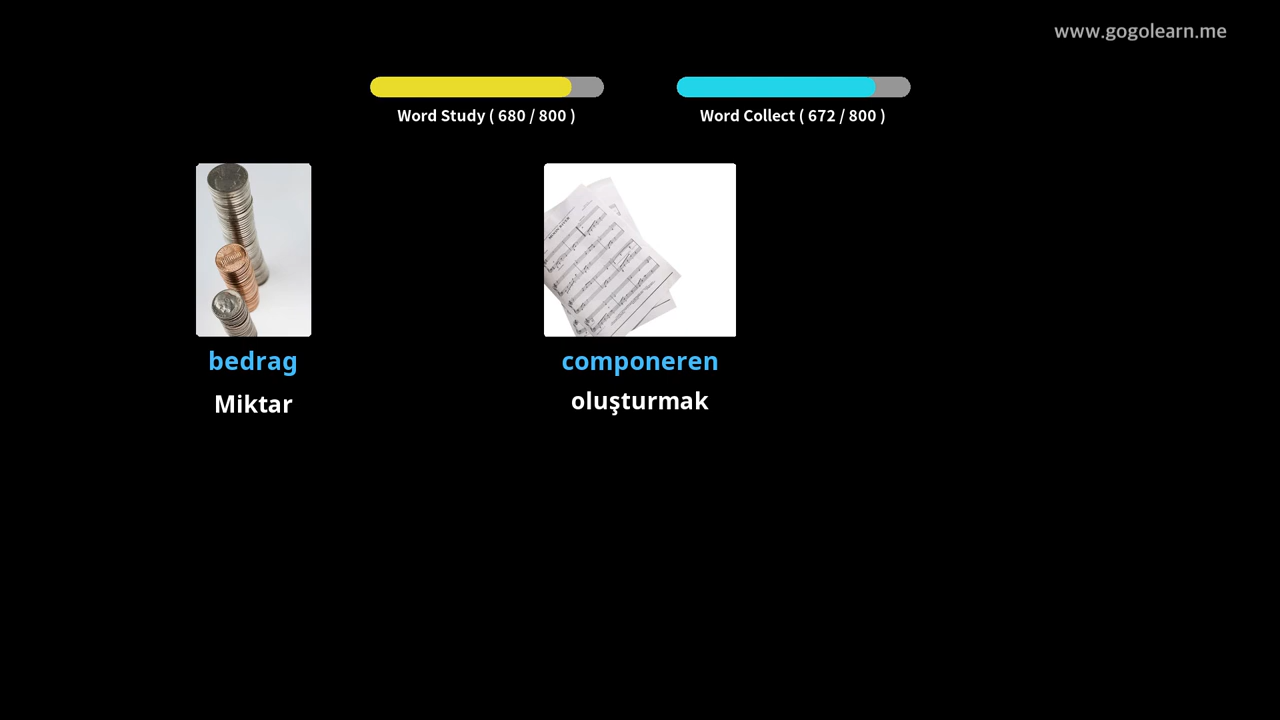 www.gogolearn.me
Word Study ( 680 / 800 )
Word Collect ( 672 / 800 )
bedrag
componeren
Miktar
oluşturmak